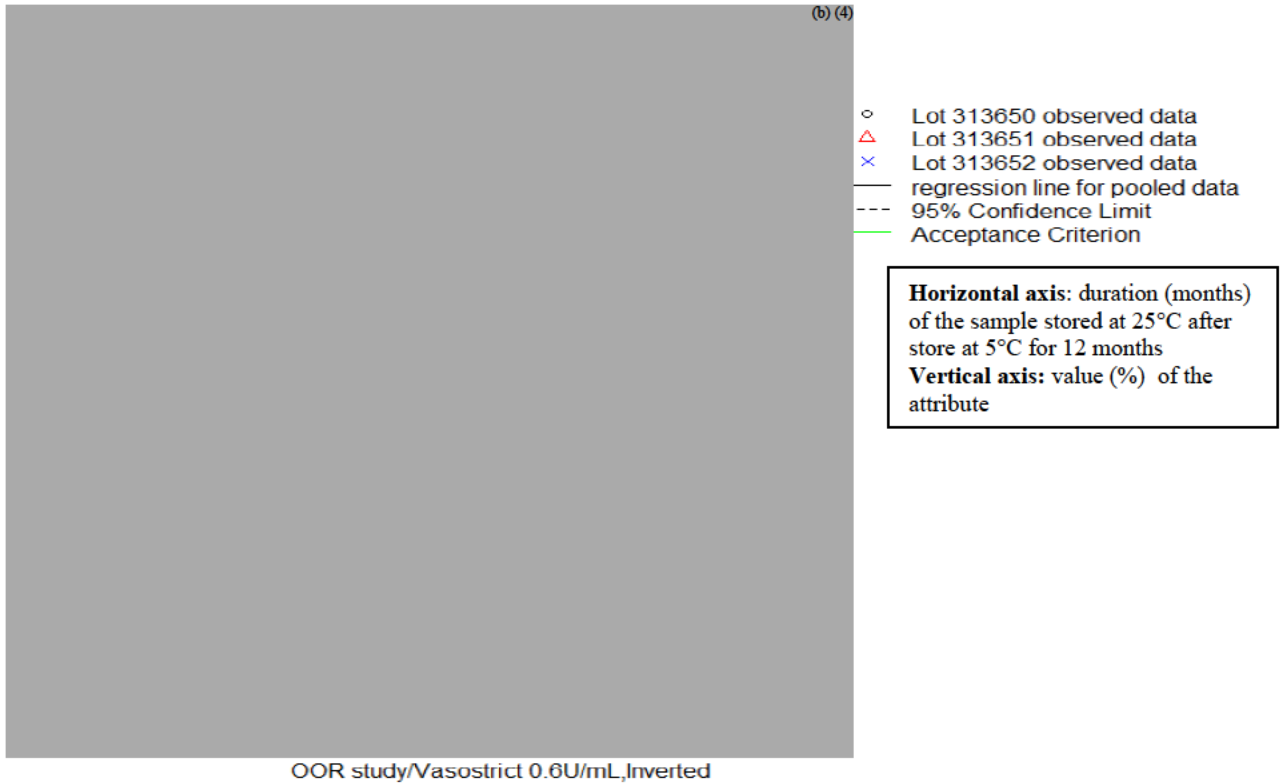 (b) (4)
Lot 313650 observed data
Lot 313651 observed data
Lot 313652 observed data
regression line for pooled data
95% Confidence Limit
Acceptance Criterion
Horizontal axis: duration (months)
of the sample stored at 25°C after
store at 5°C for 12 months
Vertical axis: value (%) of the
attribute
OOR study/Vasostrict 0.6U/mL,Inverted